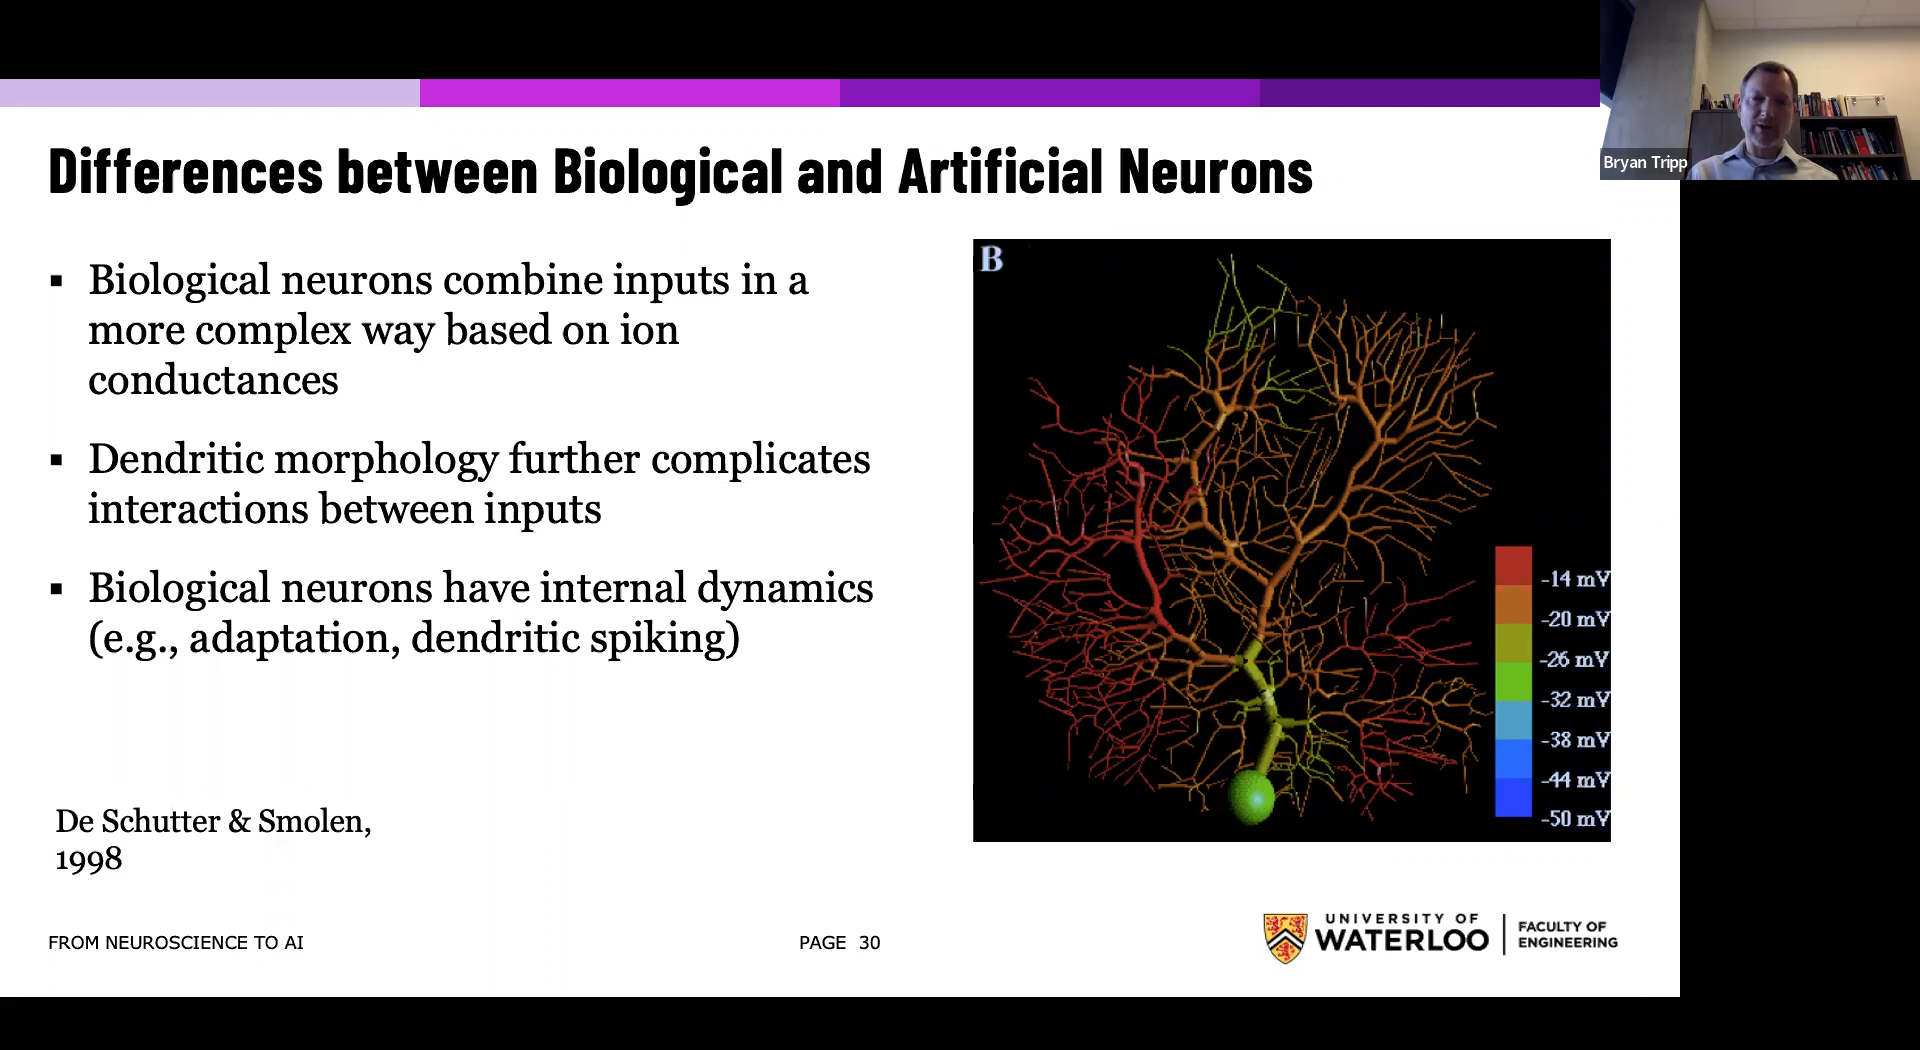 Bryan Tripp
Differences between Biological and Artificial Neurons
▪ Biological neurons combine inputs in a
more complex way based on ion
conductances
▪ Dendritic morphology further complicates
interactions between inputs
▪ Biological neurons have internal dynamics
(e.g., adaptation, dendritic spiking)
De Schutter & Smolen,
1998
B
-14 mV
-20 mV
-26 mV
-32 mV
-38 mV
-44 mV
-50 mV
FROM NEUROSCIENCE TO AI
PAGE 30
UNIVERSITY OF
WATERLOO
FACULTY OF
ENGINEERING